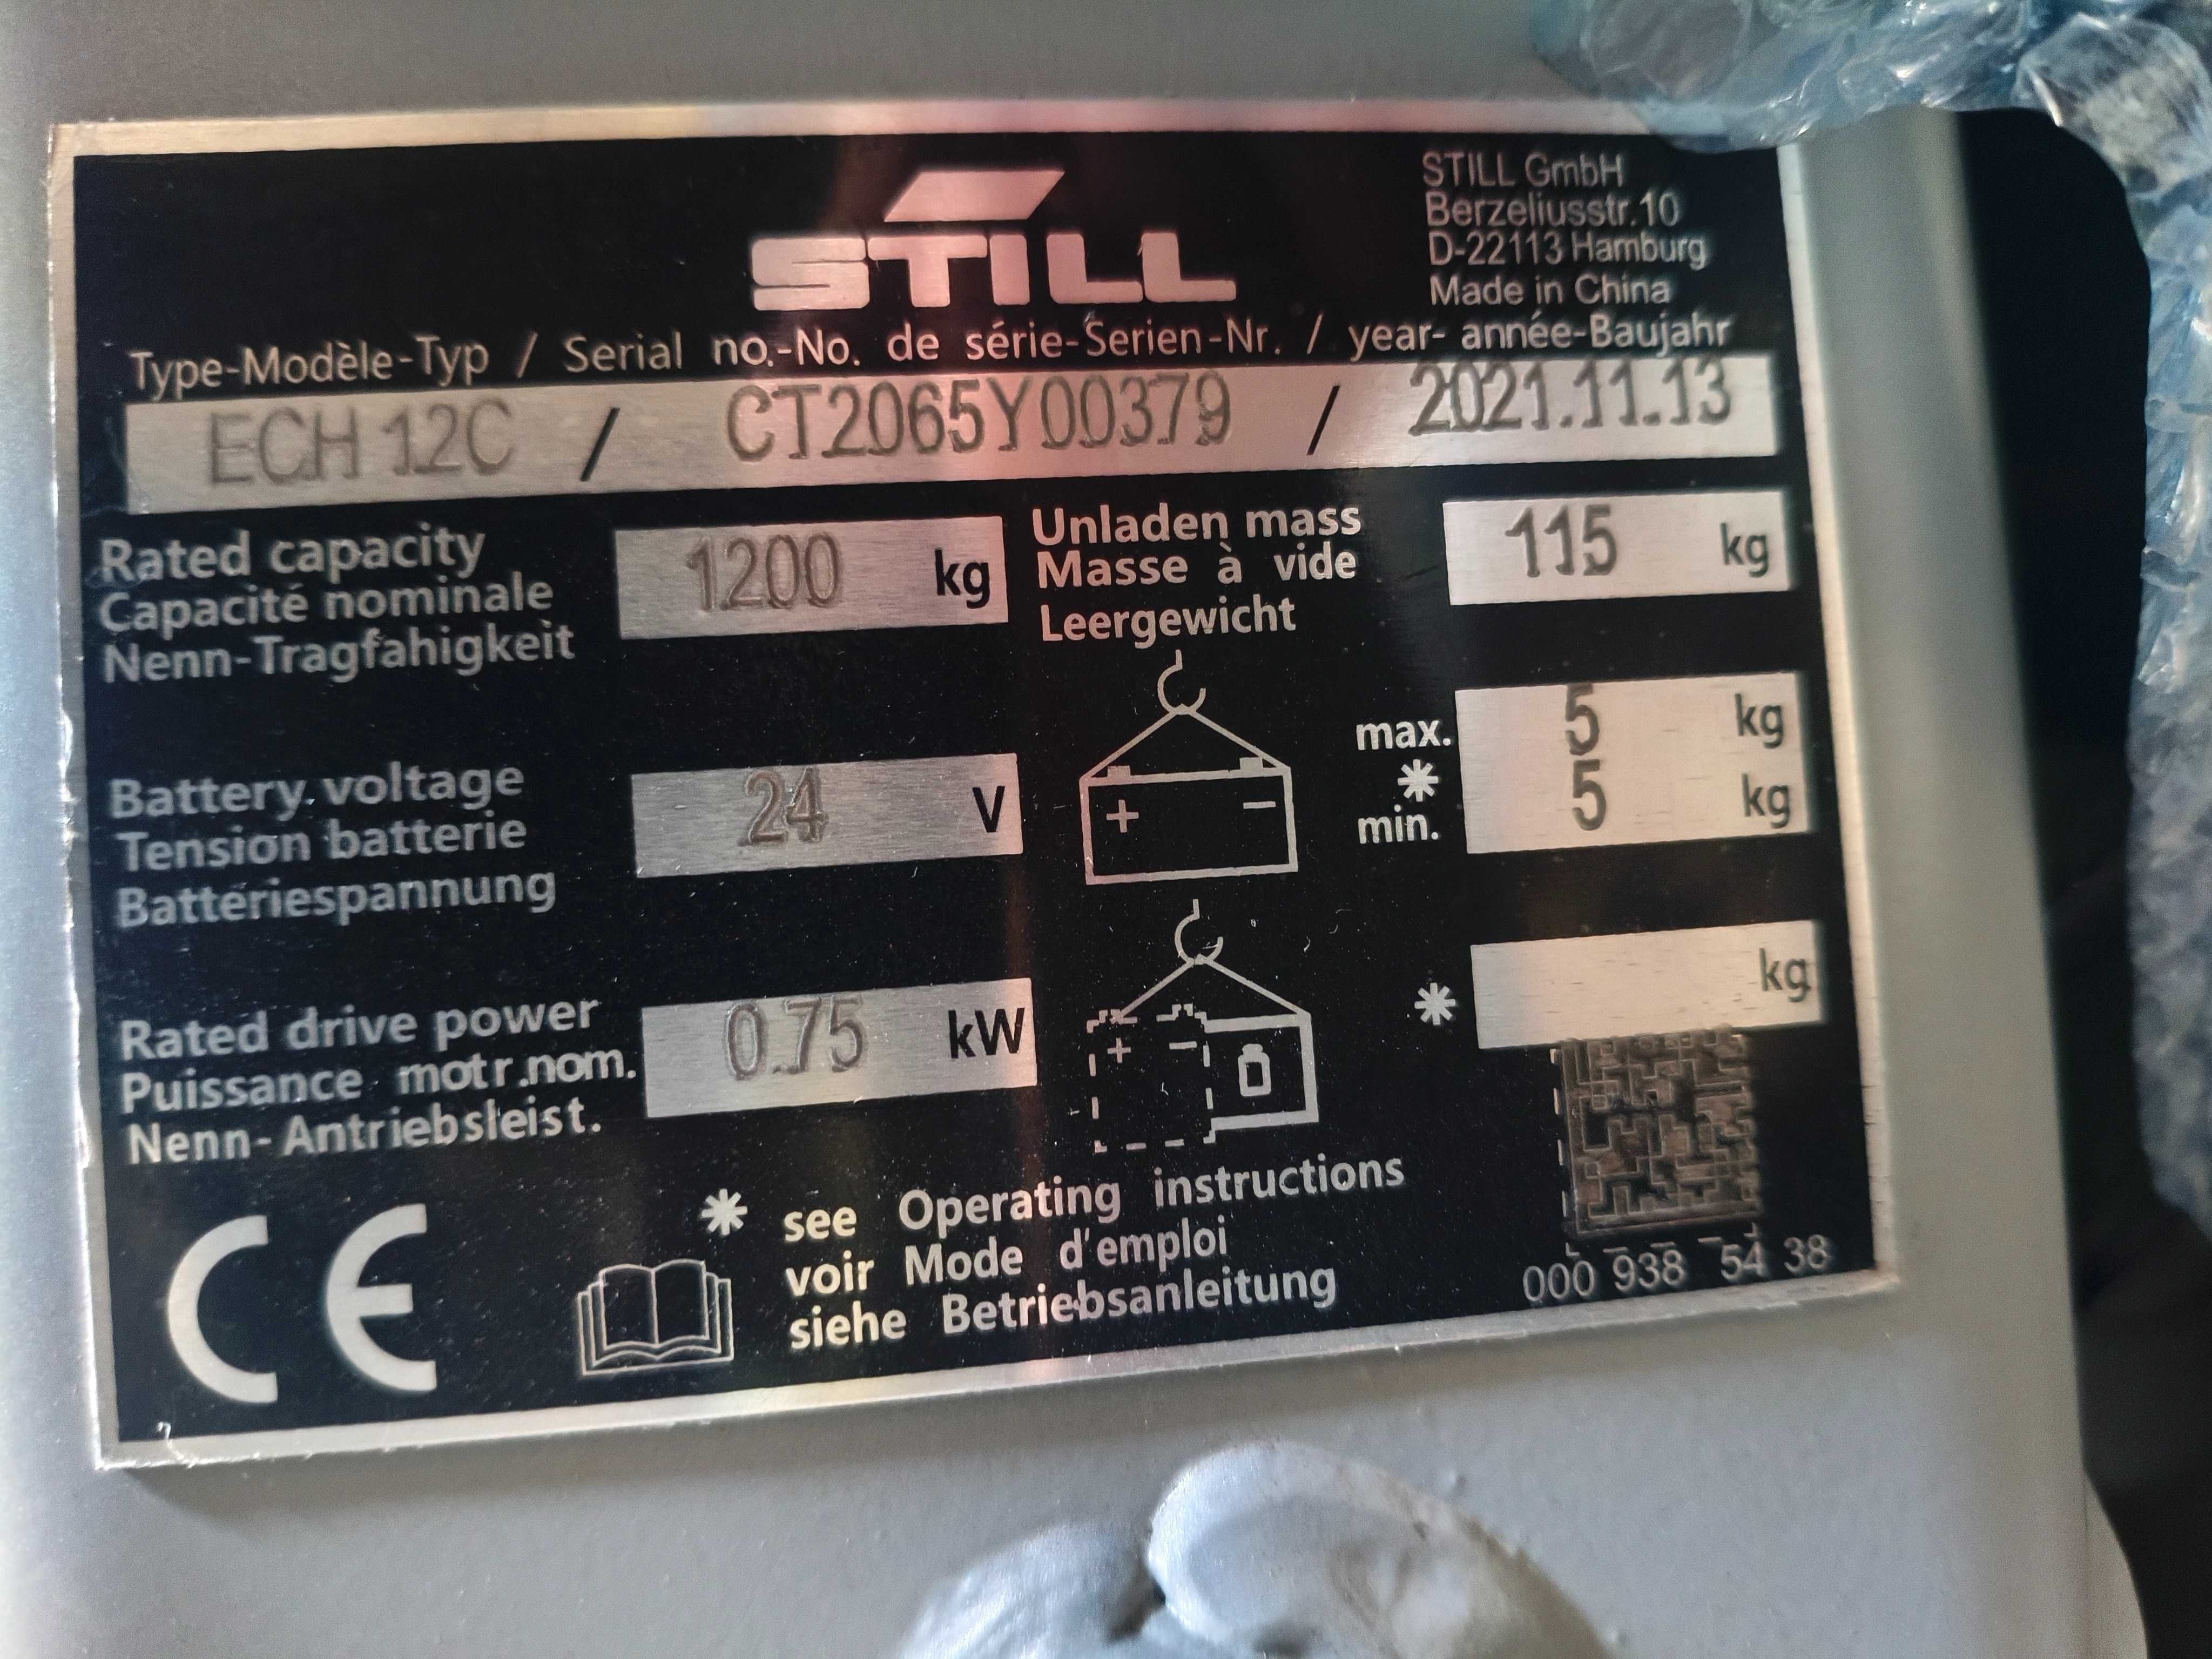 STILL
STILL GmbH
Berzeliusstr.10
D-22113 Hamburg
Made in China
Type-Modèle-Typ / Serial no.-No. de série-Serien-Nr. / year- année-Baujahr
ECH 12C / CT2065Y00379 / 2021.11.13
Rated capacity
Capacité nominale
Nenn-Tragfahigkeit
1200 kg
Unladen mass
Masse à vide
Leergewicht
115 kg
Battery voltage
Tension batterie
Batteriespannung
24 V
+ −
max. 5 kg
*
min. 5 kg
Rated drive power
Puissance motr.nom.
Nenn-Antriebsleist.
0.75 kW
+ −
* kg
CE
* see Operating instructions
voir Mode d'emploi
siehe Betriebsanleitung
000 938 54 38